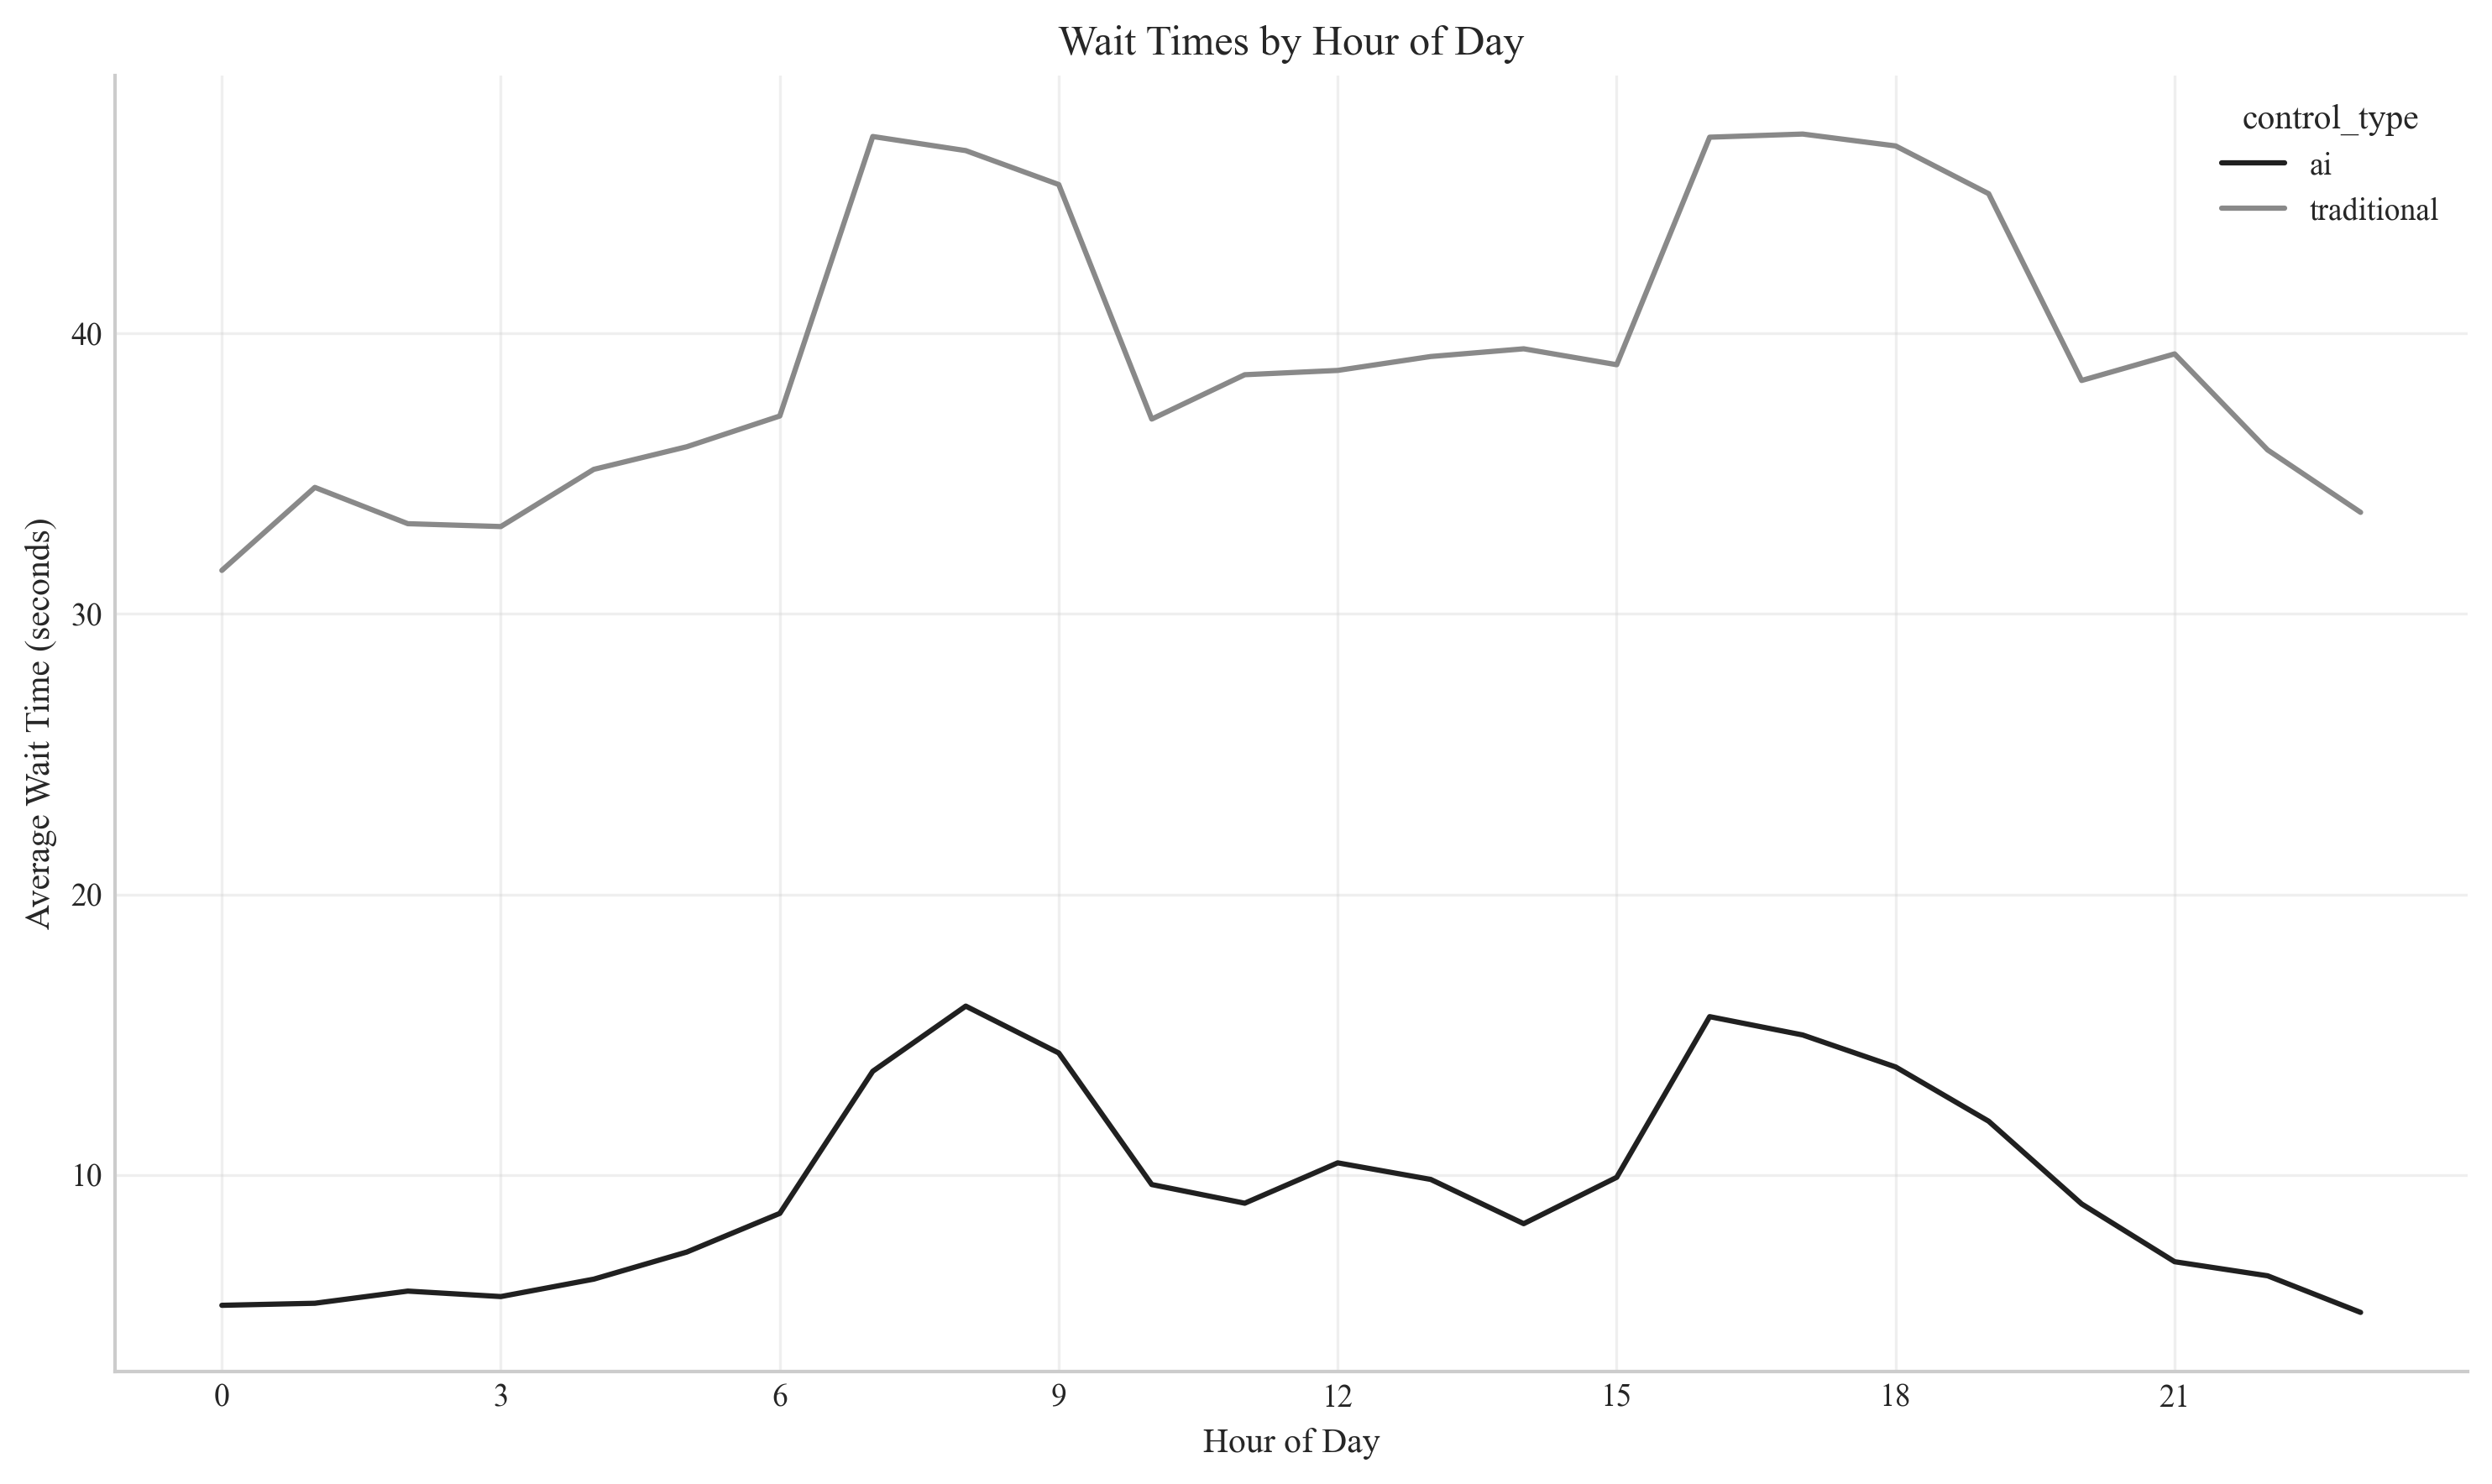 Wait Times by Hour of Day
control_type
ai
traditional
Average Wait Time (seconds)
40
30
20
10
0 3 6 9 12 15 18 21
Hour of Day